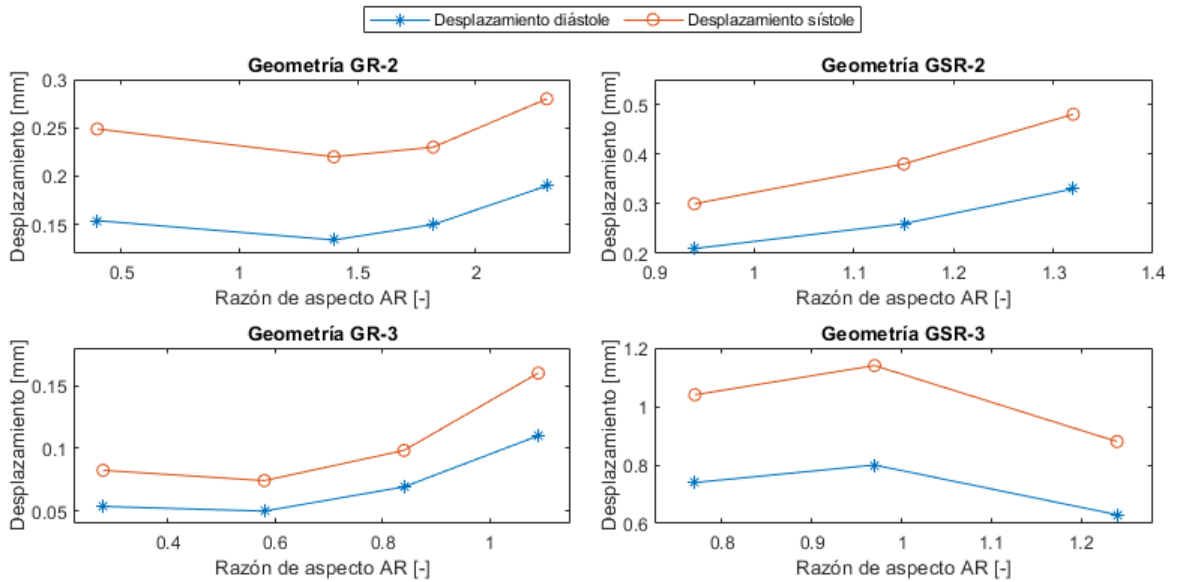 Desplazamiento diástole Desplazamiento sístole
Geometría GR-2
Desplazamiento [mm]
0.3
0.25
0.2
0.15
0.5 1 1.5 2
Razón de aspecto AR [-]
Geometría GSR-2
Desplazamiento [mm]
0.5
0.4
0.3
0.2
0.9 1 1.1 1.2 1.3 1.4
Razón de aspecto AR [-]
Geometría GR-3
Desplazamiento [mm]
0.15
0.1
0.05
0.4 0.6 0.8 1
Razón de aspecto AR [-]
Geometría GSR-3
Desplazamiento [mm]
1.2
1
0.8
0.6
0.8 0.9 1 1.1 1.2
Razón de aspecto AR [-]